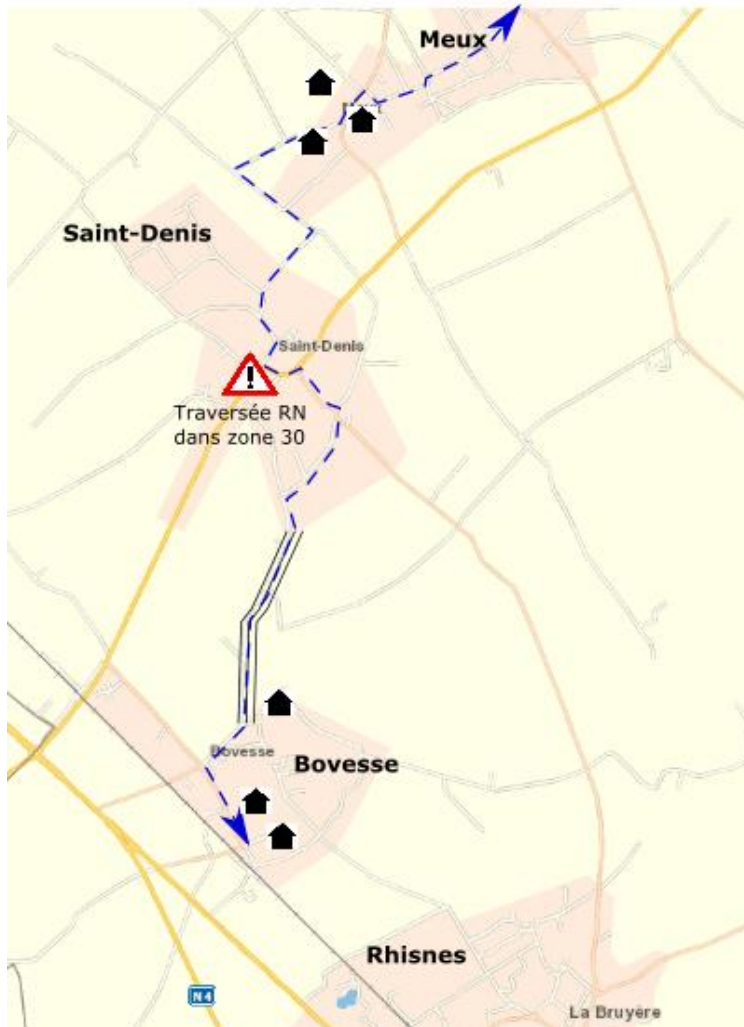 Meux
Saint-Denis
Saint-Denis
!
Traversée RN
dans zone 30
Bovesse
Bovesse
Rhisnes
N4
La Bruyère